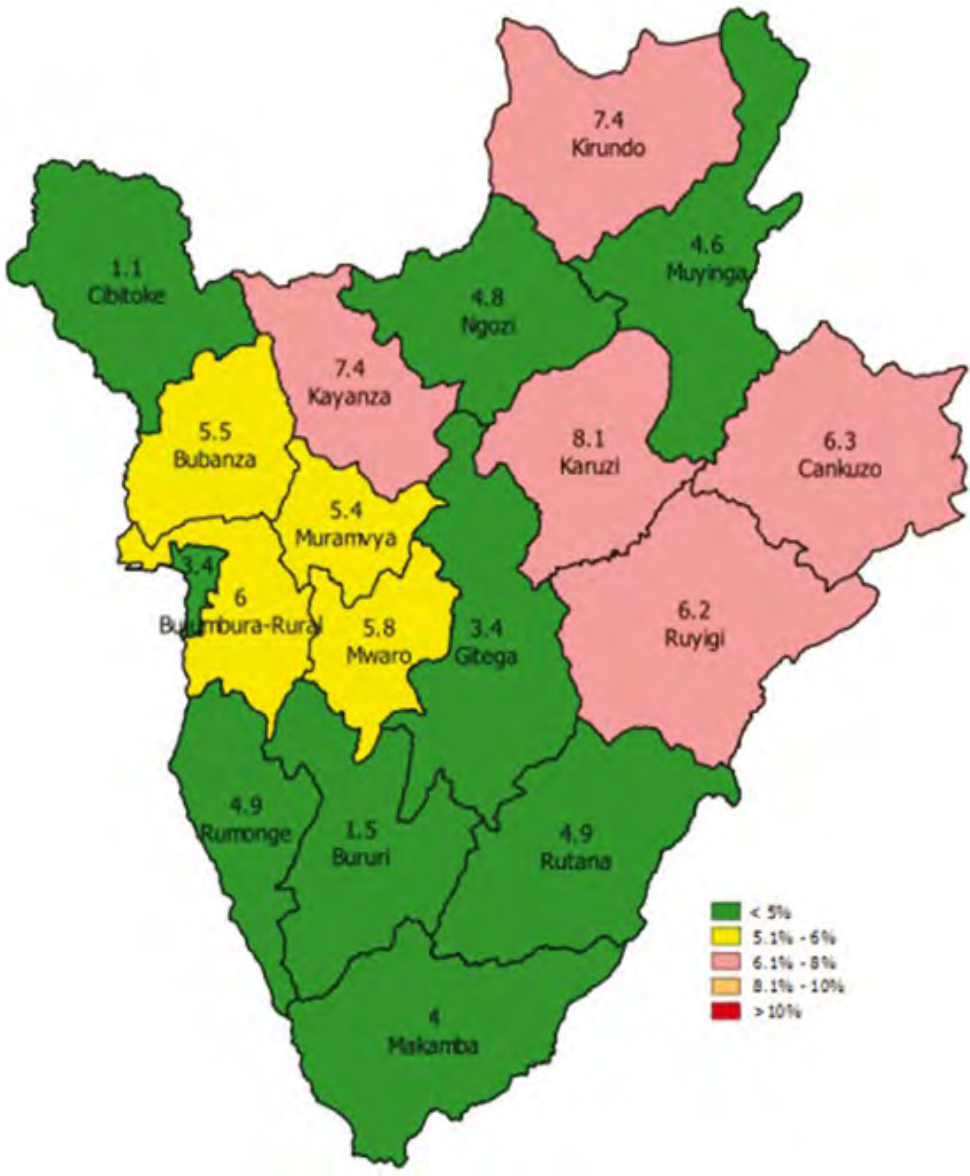 7.4
Kirundo
4.6
Muyinga
1.1
Cibitoke
4.8
Ngozi
7.4
Kayanza
8.1
Karuzi
6.3
Cankuzo
5.5
Bubanza
5.4
Muramvya
3.4
6
Bujumbura-Rural
5.8
Mwaro
3.4
Gitega
6.2
Ruyigi
4.9
Rumonge
1.5
Bururi
4.9
Rutana
4
Makamba
< 5%
5.1% - 6%
6.1% - 8%
8.1% - 10%
>10%